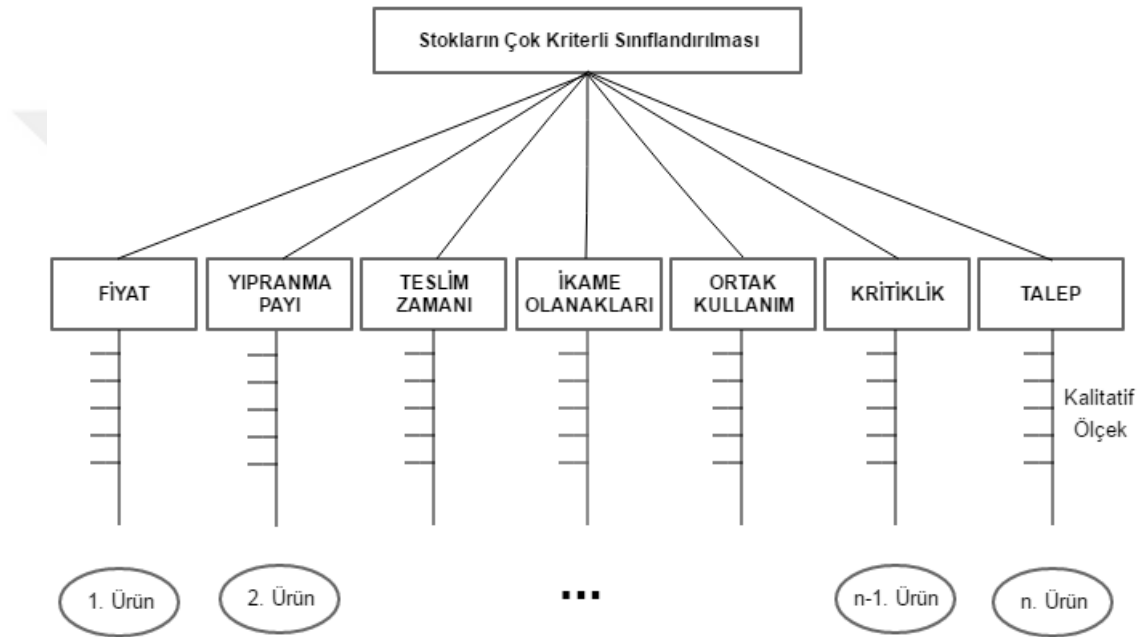 Stokların Çok Kriterli Sınıflandırılması
FİYAT
YIPRANMA
PAYI
TESLİM
ZAMANI
İKAME
OLANAKLARI
ORTAK
KULLANIM
KRİTİKLİK
TALEP
Kalitatif
Ölçek
1. Ürün
2. Ürün
...
n-1. Ürün
n. Ürün